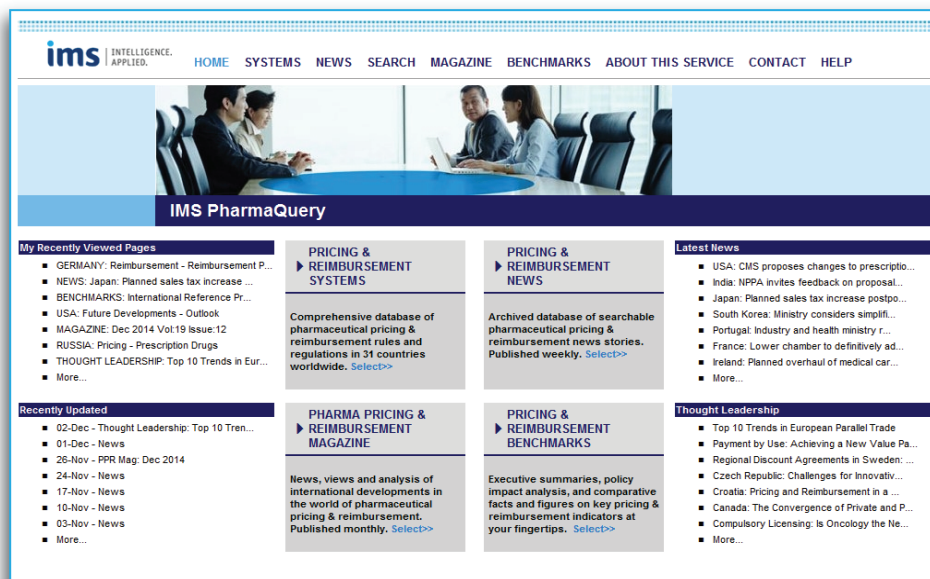 ims INTELLIGENCE.
APPLIED.
HOME SYSTEMS NEWS SEARCH MAGAZINE BENCHMARKS ABOUT THIS SERVICE CONTACT HELP
IMS PharmaQuery
My Recently Viewed Pages
GERMANY: Reimbursement - Reimbursement P...
NEWS: Japan: Planned sales tax increase ...
BENCHMARKS: International Reference Pr...
USA: Future Developments - Outlook
MAGAZINE: Dec 2014 Vol:19 Issue:12
RUSSIA: Pricing - Prescription Drugs
THOUGHT LEADERSHIP: Top 10 Trends in Eur...
More...
PRICING &
REIMBURSEMENT
SYSTEMS
Comprehensive database of
pharmaceutical pricing &
reimbursement rules and
regulations in 31 countries
worldwide. Select>>
PRICING &
REIMBURSEMENT
NEWS
Archived database of searchable
pharmaceutical pricing &
reimbursement news stories.
Published weekly. Select>>
Latest News
USA: CMS proposes changes to prescriptio...
India: NPPA invites feedback on proposal...
Japan: Planned sales tax increase postpo...
South Korea: Ministry considers simplifi...
Portugal: Industry and health ministry r...
France: Lower chamber to definitively ad...
Ireland: Planned overhaul of medical car...
More...
Recently Updated
02-Dec - Thought Leadership: Top 10 Tren...
01-Dec - News
26-Nov - PPR Mag: Dec 2014
24-Nov - News
17-Nov - News
10-Nov - News
03-Nov - News
More...
PHARMA PRICING &
REIMBURSEMENT
MAGAZINE
News, views and analysis of
international developments in
the world of pharmaceutical
pricing & reimbursement.
Published monthly. Select>>
PRICING &
REIMBURSEMENT
BENCHMARKS
Executive summaries, policy
impact analysis, and comparative
facts and figures on key pricing &
reimbursement indicators at
your fingertips. Select>>
Thought Leadership
Top 10 Trends in European Parallel Trade
Payment by Use: Achieving a New Value Pa...
Regional Discount Agreements in Sweden: ...
Czech Republic: Challenges for Innovativ...
Croatia: Pricing and Reimbursement in a ...
Canada: The Convergence of Private and P...
Compulsory Licensing: Is Oncology the Ne...
More...